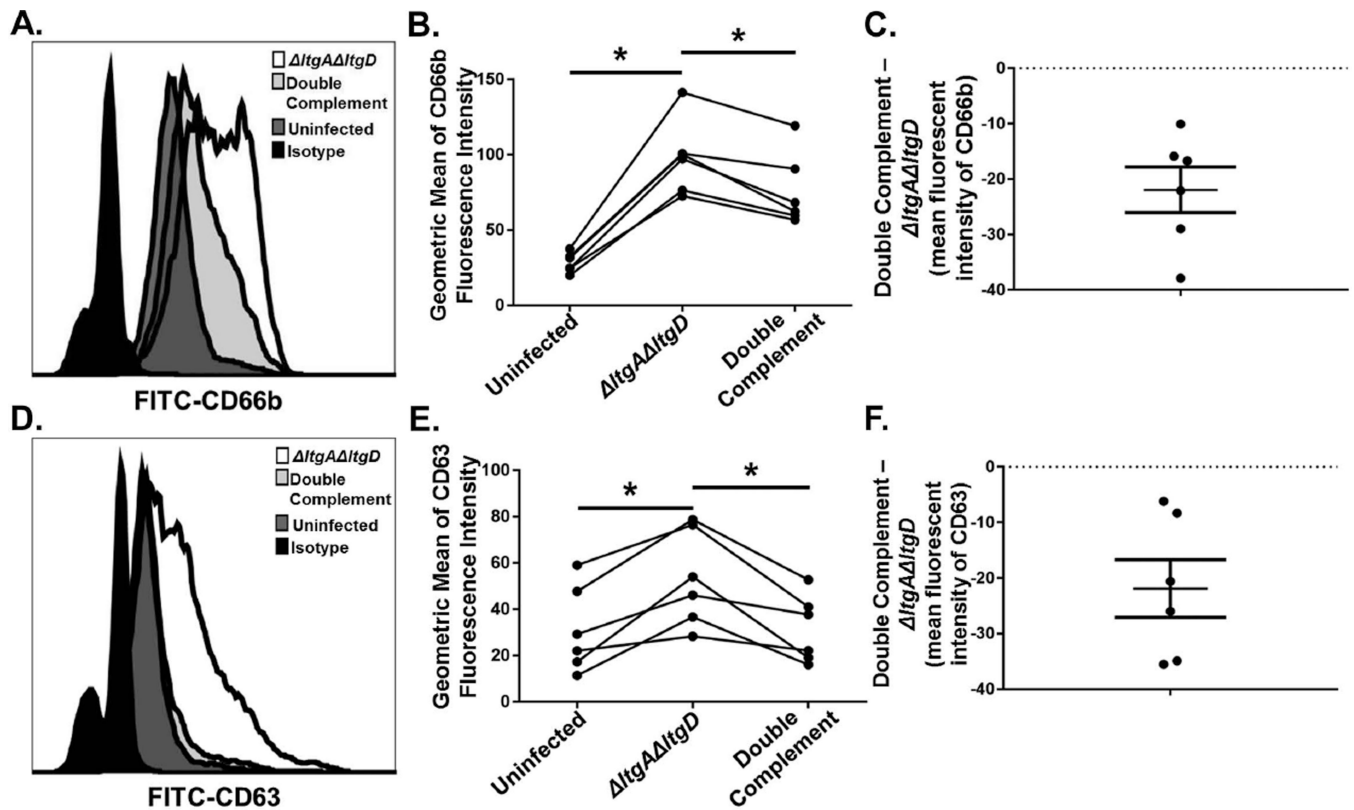 A.
ΔltgAΔltgD
Double
Complement
Uninfected
Isotype
FITC-CD66b
B.
Geometric Mean of CD66b
Fluorescence Intensity
150
100
50
0
*
*
Uninfected
ΔltgAΔltgD
Double
Complement
C.
Double Complement –
ΔltgAΔltgD
(mean fluorescent
intensity of CD66b)
0
-10
-20
-30
-40
D.
ΔltgAΔltgD
Double
Complement
Uninfected
Isotype
FITC-CD63
E.
Geometric Mean of CD63
Fluorescence Intensity
100
80
60
40
20
0
*
*
Uninfected
ΔltgAΔltgD
Double
Complement
F.
Double Complement –
ΔltgAΔltgD
(mean fluorescent
intensity of CD63)
0
-10
-20
-30
-40